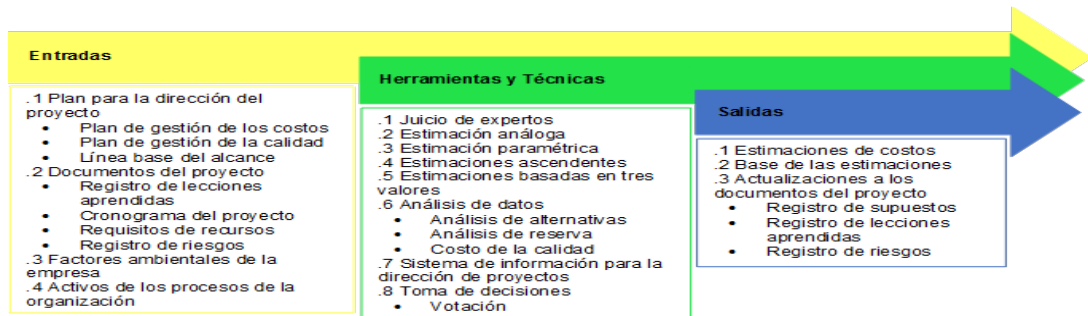 Entradas
.1 Plan para la dirección del
proyecto
• Plan de gestión de los costos
• Plan de gestión de la calidad
• Línea base del alcance
.2 Documentos del proyecto
• Registro de lecciones
aprendidas
• Cronograma del proyecto
• Requisitos de recursos
• Registro de riesgos
.3 Factores ambientales de la
empresa
.4 Activos de los procesos de la
organización
Herramientas y Técnicas
.1 Juicio de expertos
.2 Estimación análoga
.3 Estimación paramétrica
.4 Estimaciones ascendentes
.5 Estimaciones basadas en tres
valores
.6 Análisis de datos
• Análisis de alternativas
• Análisis de reserva
• Costo de la calidad
.7 Sistema de información para la
dirección de proyectos
.8 Toma de decisiones
• Votación
Salidas
.1 Estimaciones de costos
.2 Base de las estimaciones
.3 Actualizaciones a los
documentos del proyecto
• Registro de supuestos
• Registro de lecciones
aprendidas
• Registro de riesgos